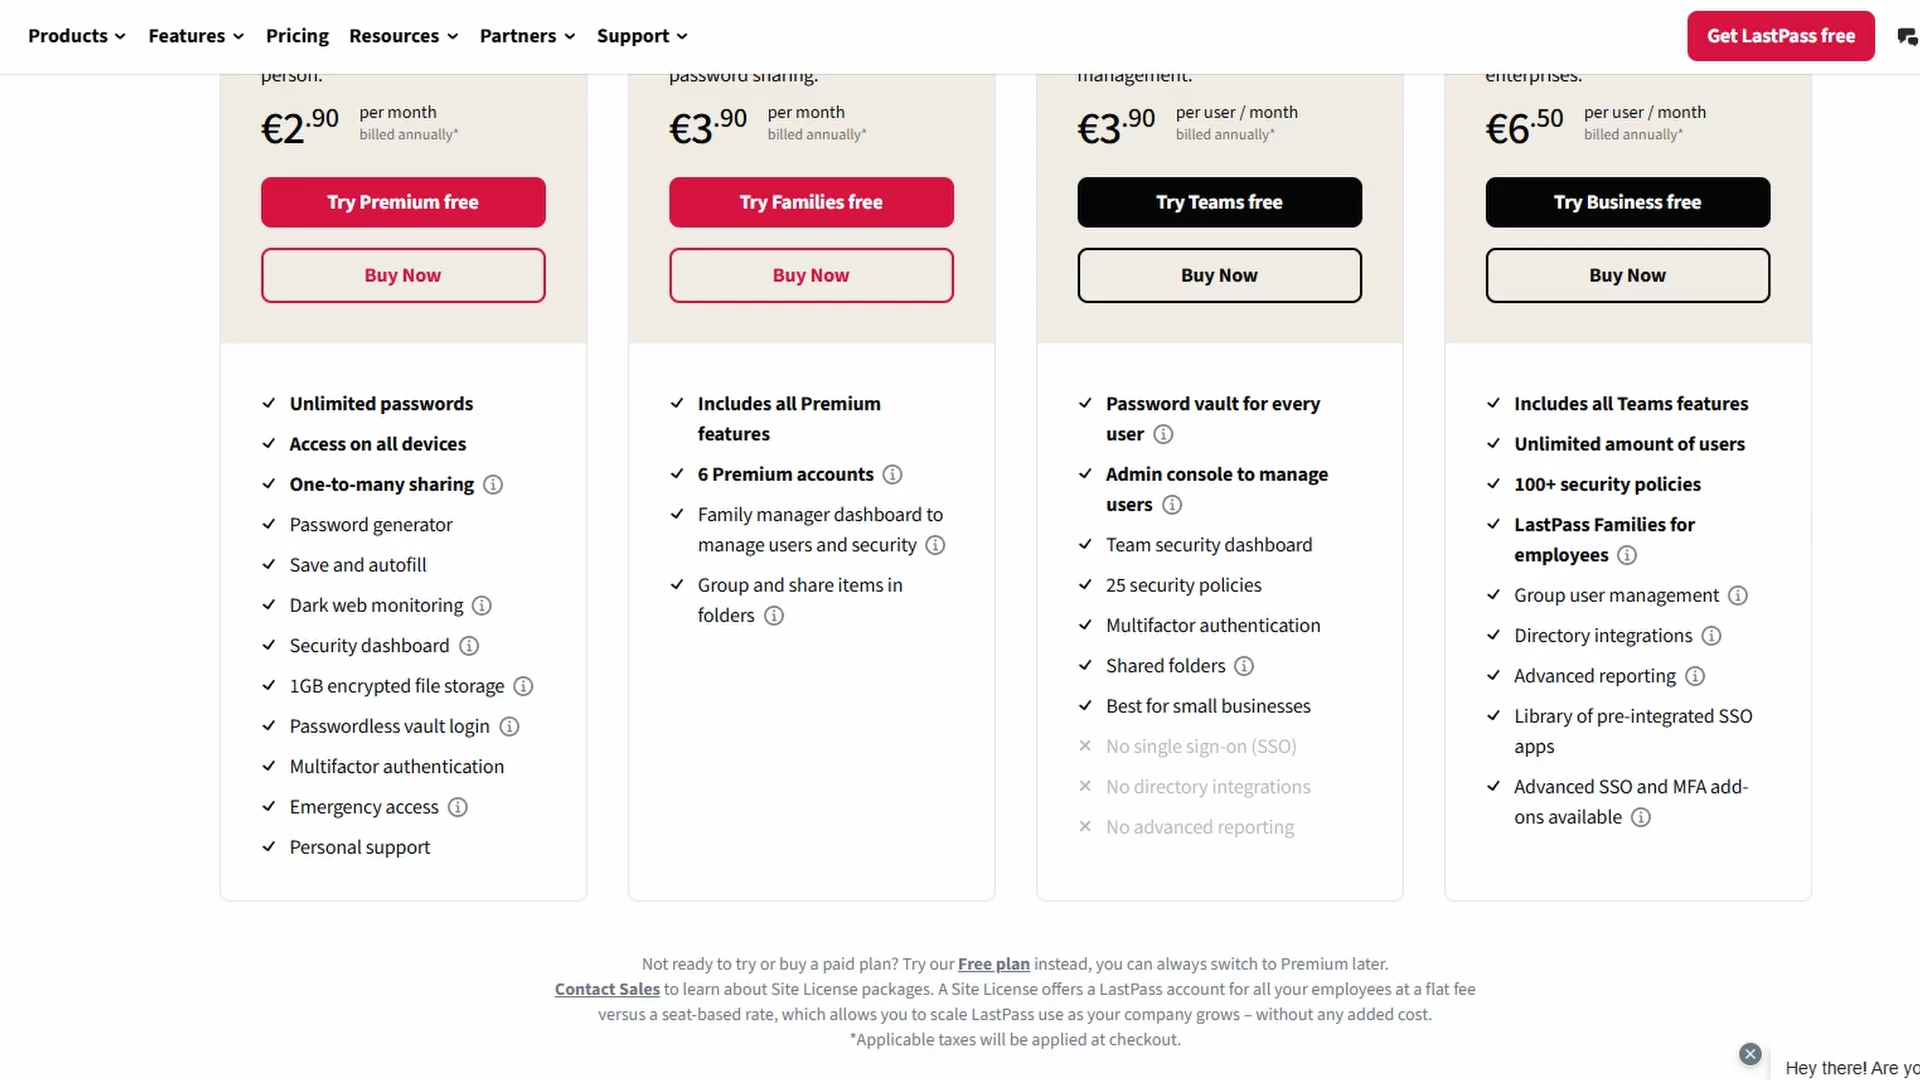 Products Features Pricing Resources Partners Support Get LastPass free
person.
€2.90 per month
billed annually*
Try Premium free
Buy Now
Unlimited passwords
Access on all devices
One-to-many sharing
Password generator
Save and autofill
Dark web monitoring
Security dashboard
1GB encrypted file storage
Passwordless vault login
Multifactor authentication
Emergency access
Personal support
password sharing.
€3.90 per month
billed annually*
Try Families free
Buy Now
Includes all Premium
features
6 Premium accounts
Family manager dashboard to
manage users and security
Group and share items in
folders
management.
€3.90 per user / month
billed annually*
Try Teams free
Buy Now
Password vault for every
user
Admin console to manage
users
Team security dashboard
25 security policies
Multifactor authentication
Shared folders
Best for small businesses
No single sign-on (SSO)
No directory integrations
No advanced reporting
enterprises.
€6.50 per user / month
billed annually*
Try Business free
Buy Now
Includes all Teams features
Unlimited amount of users
100+ security policies
LastPass Families for
employees
Group user management
Directory integrations
Advanced reporting
Library of pre-integrated SSO
apps
Advanced SSO and MFA add-
ons available
Not ready to try or buy a paid plan? Try our Free plan instead, you can always switch to Premium later.
Contact Sales to learn about Site License packages. A Site License offers a LastPass account for all your employees at a flat fee
versus a seat-based rate, which allows you to scale LastPass use as your company grows – without any added cost.
*Applicable taxes will be applied at checkout.
Hey there! Are